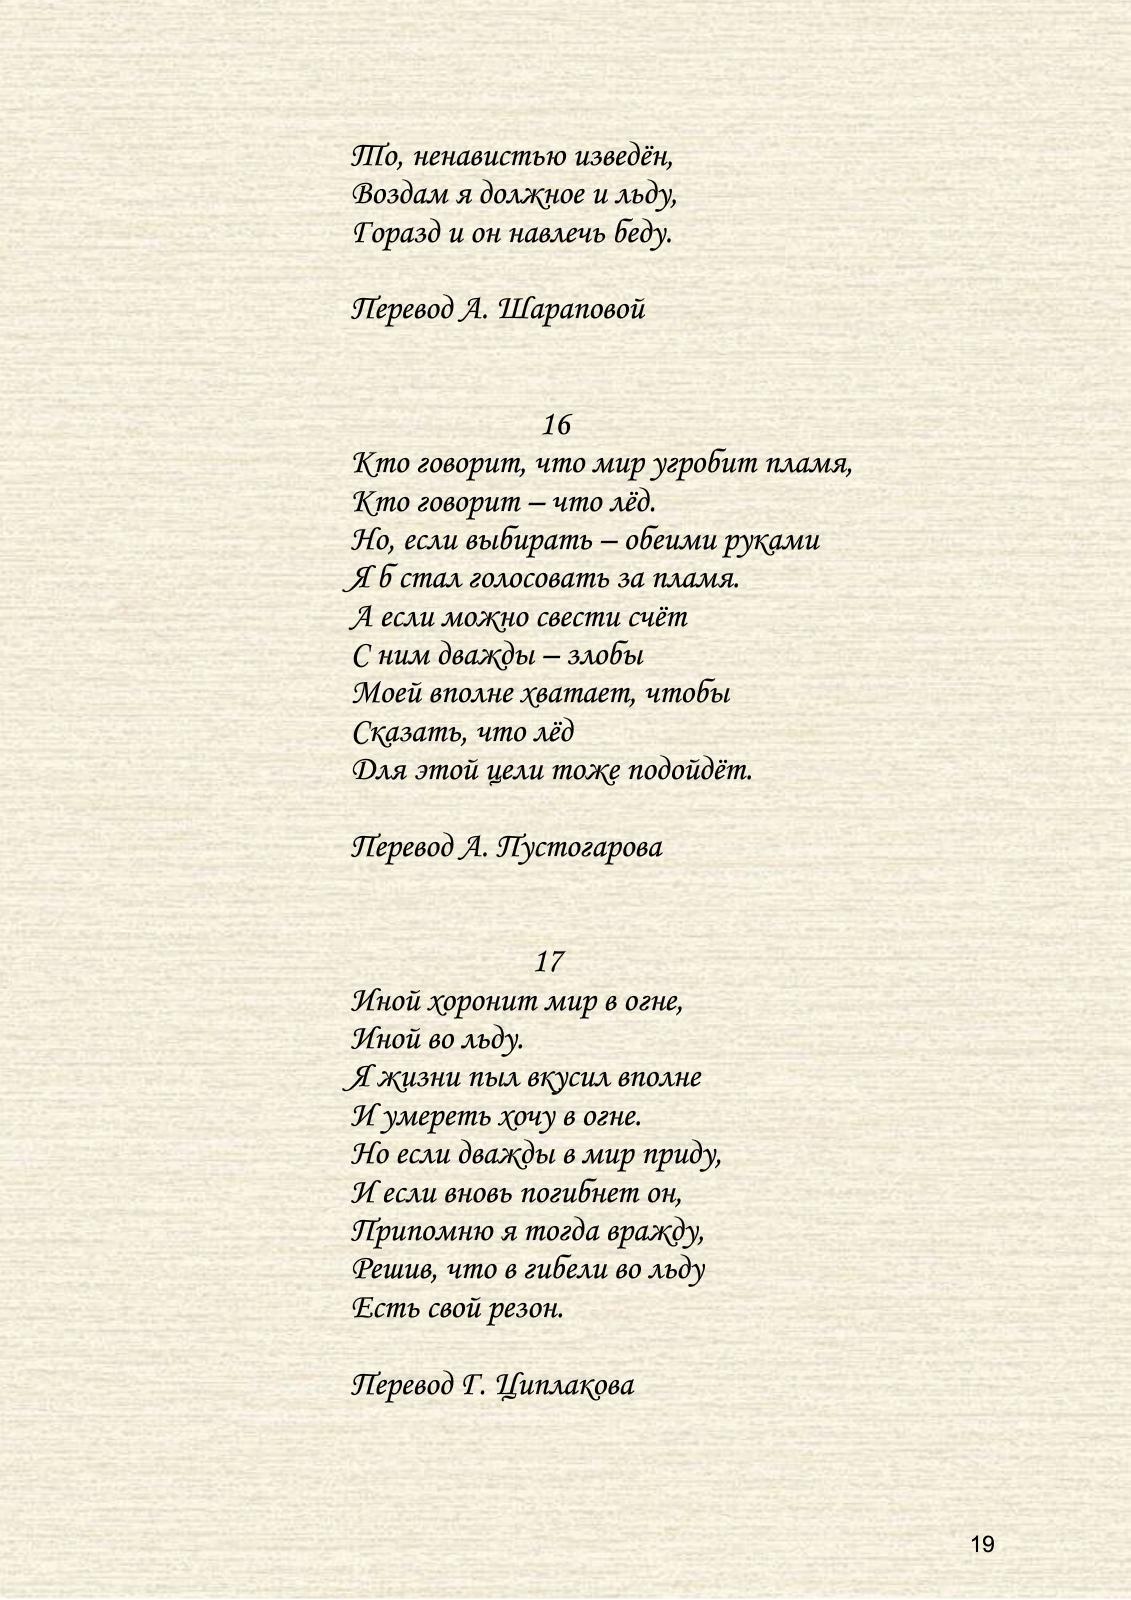 То, ненавистью изведён,
Воздам я должное и льду,
Горазд и он навлечь беду.
Перевод А. Шараповой
16
Кто говорит, что мир угробит пламя,
Кто говорит – что лёд.
Но, если выбирать – обеими руками
Я б стал голосовать за пламя.
А если можно свести счёт
С ним дважды – злобы
Моей вполне хватает, чтобы
Сказать, что лёд
Для этой цели тоже подойдёт.
Перевод А. Пустогарова
17
Иной хоронит мир в огне,
Иной во льду.
Я жизни пыл вкусил вполне
И умереть хочу в огне.
Но если дважды в мир приду,
И если вновь погибнет он,
Припомню я тогда вражду,
Решив, что в гибели во льду
Есть свой резон.
Перевод Г. Циплакова
19